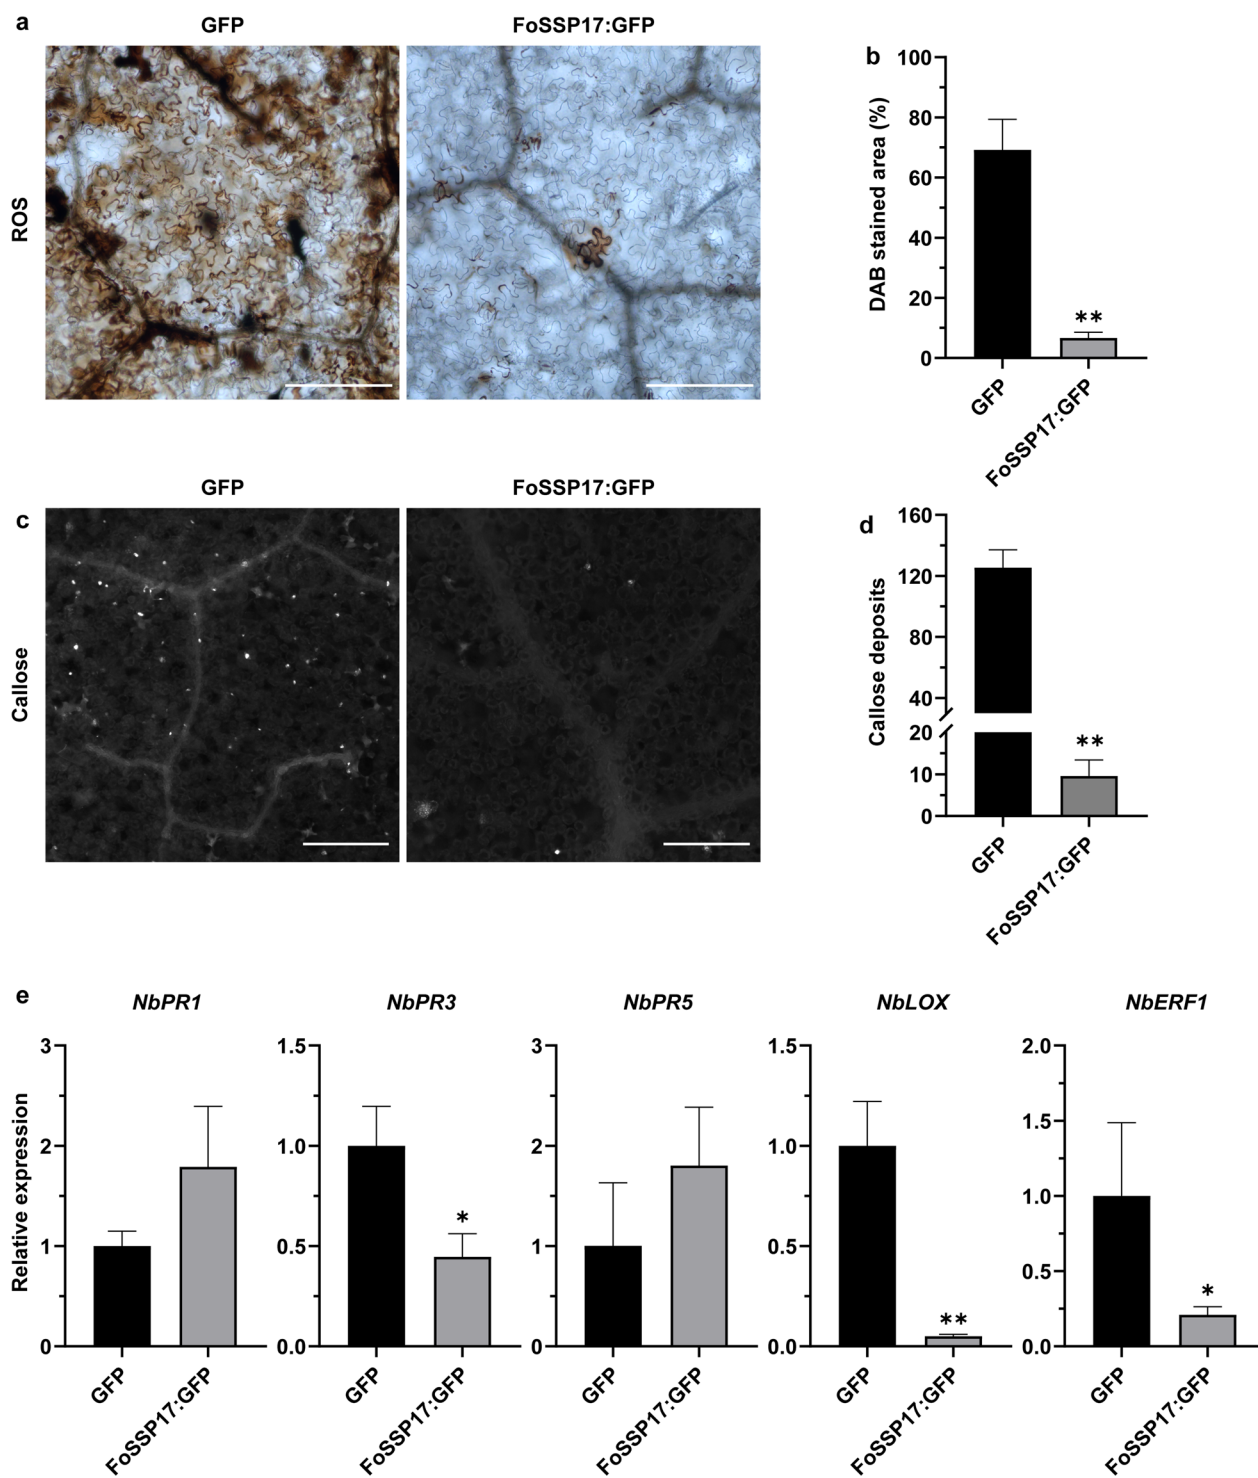 a
GFP
FoSSP17:GFP
ROS
b
DAB stained area (%)
100
80
60
40
20
0
**
GFP
FoSSP17:GFP
c
GFP
FoSSP17:GFP
Callose
d
Callose deposits
160
120
80
40
20
10
0
**
GFP
FoSSP17:GFP
e
Relative expression
NbPR1
3
2
1
0
GFP
FoSSP17:GFP
NbPR3
1.5
1.0
0.5
0.0
*
GFP
FoSSP17:GFP
NbPR5
3
2
1
0
GFP
FoSSP17:GFP
NbLOX
1.5
1.0
0.5
0.0
**
GFP
FoSSP17:GFP
NbERF1
2.0
1.5
1.0
0.5
0.0
*
GFP
FoSSP17:GFP